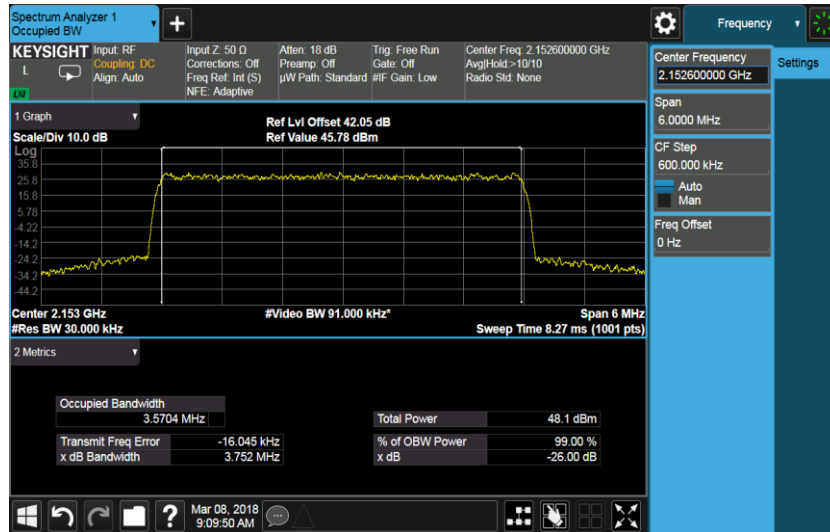 Spectrum Analyzer 1
Occupied BW
+
Frequency
KEYSIGHT
L
LXI
Input: RF
Coupling: DC
Align: Auto
Input Z: 50 Ω
Corrections: Off
Freq Ref: Int (S)
NFE: Adaptive
Atten: 18 dB
Preamp: Off
µW Path: Standard
Trig: Free Run
Gate: Off
#IF Gain: Low
Center Freq: 2.152600000 GHz
Avg|Hold:>10/10
Radio Std: None
Center Frequency
2.152600000 GHz
Settings
Span
6.0000 MHz
CF Step
600.000 kHz
Auto
Man
Freq Offset
0 Hz
1 Graph
Scale/Div 10.0 dB
Ref Lvl Offset 42.05 dB
Ref Value 45.78 dBm
Log
35.8
25.8
15.8
5.78
-4.22
-14.2
-24.2
-34.2
-44.2
Center 2.153 GHz
#Video BW 91.000 kHz*
Span 6 MHz
#Res BW 30.000 kHz
Sweep Time 8.27 ms (1001 pts)
2 Metrics
Occupied Bandwidth
3.5704 MHz
Total Power 48.1 dBm
Transmit Freq Error -16.045 kHz
% of OBW Power 99.00 %
x dB Bandwidth 3.752 MHz
x dB -26.00 dB
?
Mar 08, 2018
9:09:50 AM